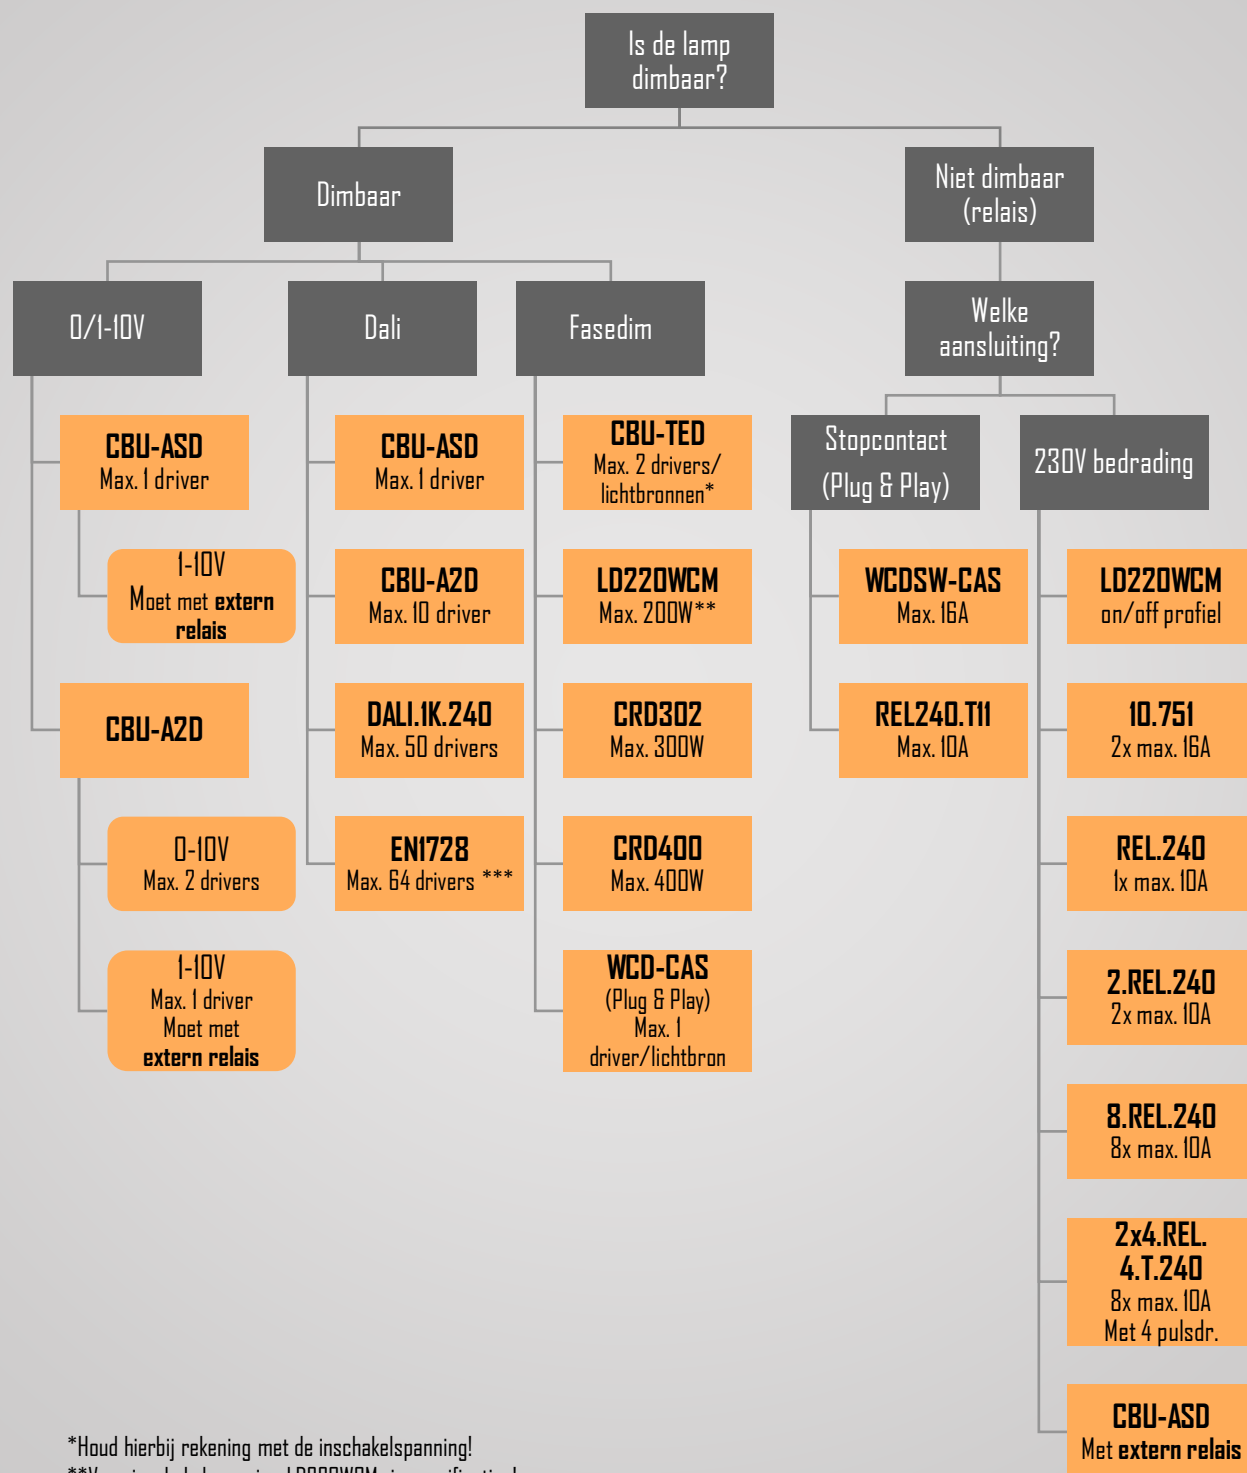 Is de lamp
dimbaar?
Dimbaar
Niet dimbaar
(relais)
0/1-10V
Dali
Fasedim
Welke
aansluiting?
CBU-ASD
Max. 1 driver
1-10V
Moet met extern
relais
CBU-A2D
0-10V
Max. 2 drivers
1-10V
Max. 1 driver
Moet met
extern relais
CBU-ASD
Max. 1 driver
CBU-A2D
Max. 10 driver
DALI.1K.240
Max. 50 drivers
EN1728
Max. 64 drivers ***
CBU-TED
Max. 2 drivers/
lichtbronnen*
LD220WCM
Max. 200W**
CRD302
Max. 300W
CRD400
Max. 400W
WCD-CAS
(Plug & Play)
Max. 1
driver/lichtbron
Stopcontact
(Plug & Play)
WCDSW-CAS
Max. 16A
REL240.T11
Max. 10A
230V bedrading
LD220WCM
on/off profiel
10.751
2x max. 16A
REL.240
1x max. 10A
2.REL.240
2x max. 10A
8.REL.240
8x max. 10A
2x4.REL.
4.T.240
8x max. 10A
Met 4 pulsdr.
CBU-ASD
Met extern relais
*Houd hierbij rekening met de inschakelspanning!